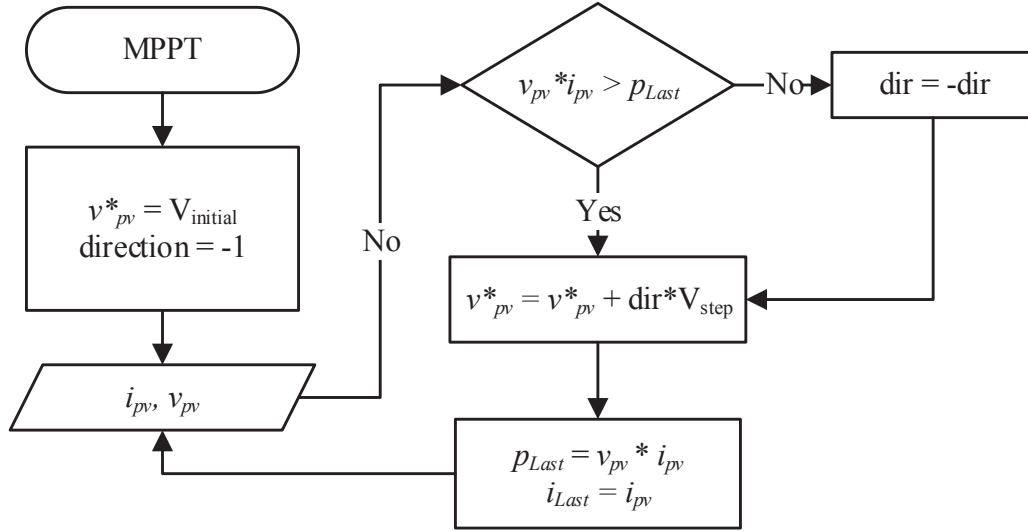 MPPT
v*pv = Vinitial
direction = -1
ipv, vpv
No
vpv*ipv > pLast
No
dir = -dir
Yes
v*pv = v*pv + dir*Vstep
pLast = vpv * ipv
iLast = ipv